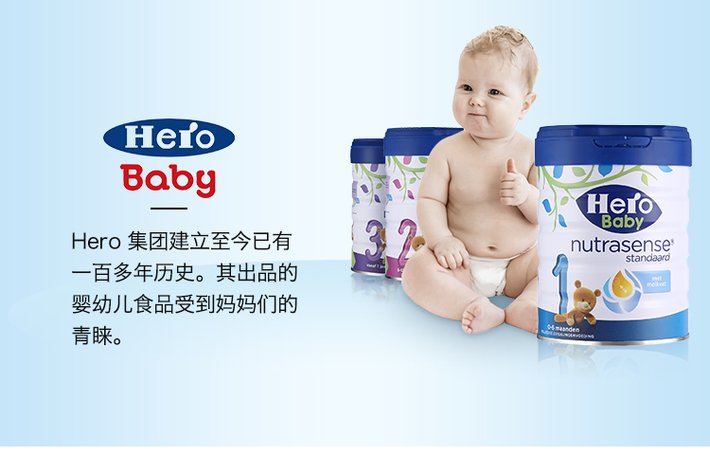 Hero
Baby
Hero 集团建立至今已有
一百多年历史。其出品的
婴幼儿食品受到妈妈们的
青睐。
3
2
Hero
Baby
nutrasense®
standaard
1
met
melkvet
0-6 maanden